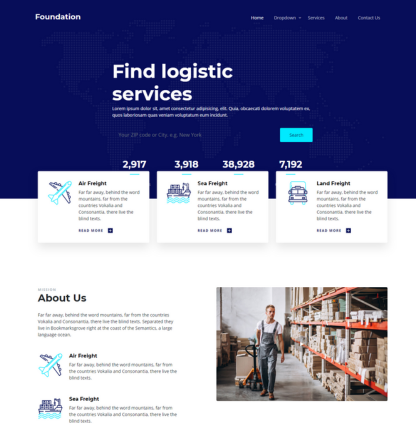 Foundation
Home Dropdown Services About Contact Us
Find logistic
services
Lorem ipsum dolor sit, amet consectetur adipisicing, elit. Quia, obcaecati dolorem voluptatem ex,
quos laboriosam quas veniam voluptatum eum incidunt.
Your ZIP code or City. e.g. New York
Search
2,917 3,918 38,928 7,192
Air Freight
Far far away, behind the word
mountains, far from the
countries Vokalia and
Consonantia, there live the
blind texts.
READ MORE
Sea Freight
Far far away, behind the word
mountains, far from the
countries Vokalia and
Consonantia, there live the
blind texts.
READ MORE
Land Freight
Far far away, behind the word
mountains, far from the
countries Vokalia and
Consonantia, there live the
blind texts.
READ MORE
About Us
Far far away, behind the word mountains, far from the countries
Vokalia and Consonantia, there live the blind texts. Separated they
live in Bookmarksgrove right at the coast of the Semantics, a large
language ocean.
Air Freight
Far far away, behind the word mountains, far from
the countries Vokalia and Consonantia, there live the
blind texts.
Sea Freight
Far far away, behind the word mountains, far from
the countries Vokalia and Consonantia, there live the
blind texts.